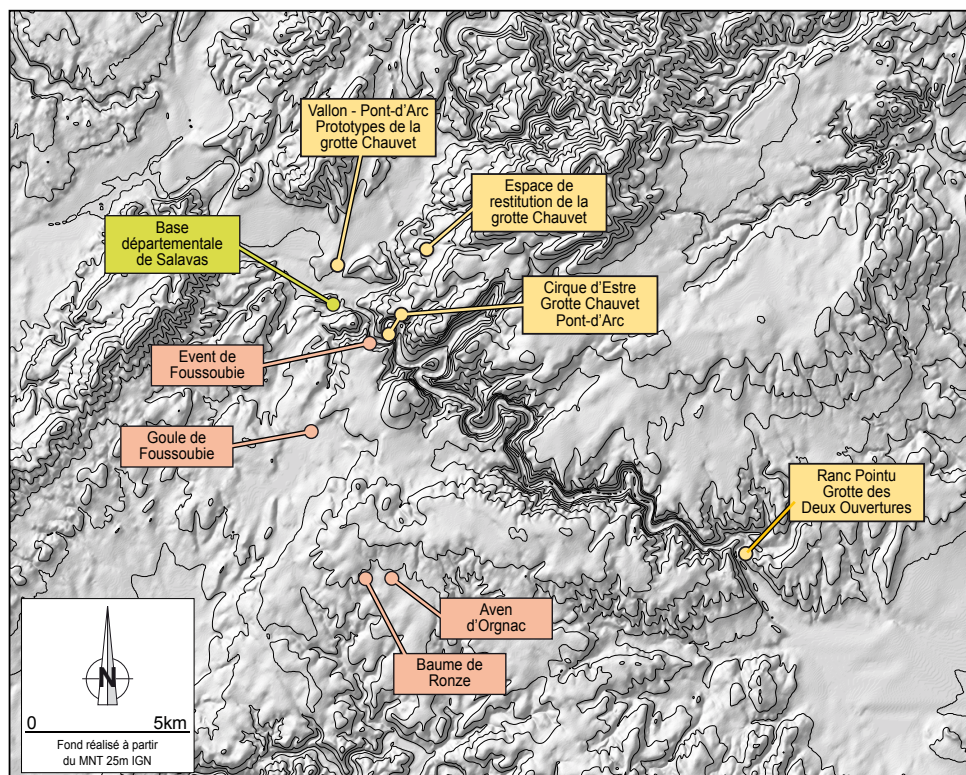 Vallon - Pont-d'Arc
Prototypes de la
grotte Chauvet
Espace de
restitution de la
grotte Chauvet
Base
départementale
de Salavas
Cirque d'Estre
Grotte Chauvet
Pont-d'Arc
Event de
Foussoubie
Goule de
Foussoubie
Ranc Pointu
Grotte des
Deux Ouvertures
Aven
d'Orgnac
Baume de
Ronze
N
0 5km
Fond réalisé à partir
du MNT 25m IGN